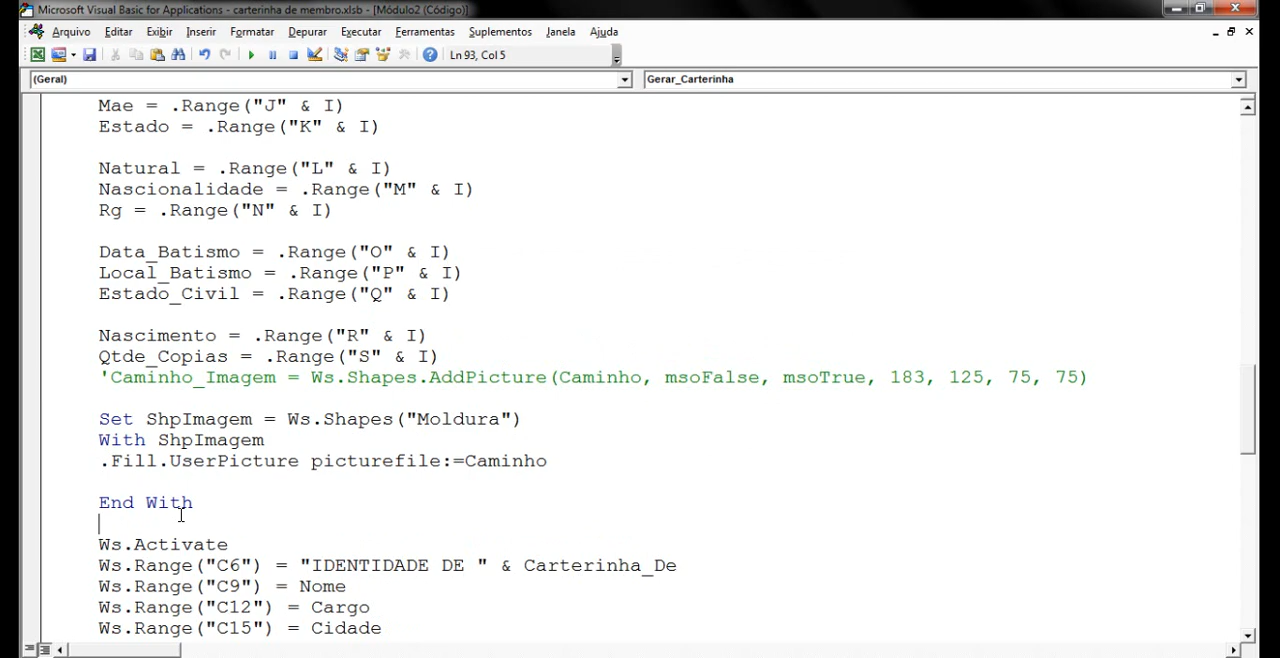 Microsoft Visual Basic for Applications - carterinha de membro.xlsb - [Módulo2 (Código)]
Arquivo Editar Exibir Inserir Formatar Depurar Executar Ferramentas Suplementos Janela Ajuda
Ln 93, Col 5
(Geral) Gerar_Carterinha
Mae = .Range("J" & I)
Estado = .Range("K" & I)
Natural = .Range("L" & I)
Nascionalidade = .Range("M" & I)
Rg = .Range("N" & I)
Data_Batismo = .Range("O" & I)
Local_Batismo = .Range("P" & I)
Estado_Civil = .Range("Q" & I)
Nascimento = .Range("R" & I)
Qtde_Copias = .Range("S" & I)
'Caminho_Imagem = Ws.Shapes.AddPicture(Caminho, msoFalse, msoTrue, 183, 125, 75, 75)
Set ShpImagem = Ws.Shapes("Moldura")
With ShpImagem
.Fill.UserPicture picturefile:=Caminho
End With
Ws.Activate
Ws.Range("C6") = "IDENTIDADE DE " & Carterinha_De
Ws.Range("C9") = Nome
Ws.Range("C12") = Cargo
Ws.Range("C15") = Cidade